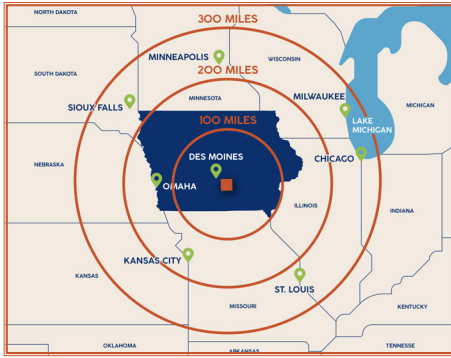 NORTH DAKOTA
300 MILES
MINNEAPOLIS
WISCONSIN
200 MILES
SOUTH DAKOTA
MICHIGAN
MILWAUKEE
SIOUX FALLS
MINNESOTA
100 MILES
LAKE
MICHIGAN
DES MOINES
CHICAGO
NEBRASKA
OMAHA
ILLINOIS
INDIANA
KANSAS CITY
KANSAS
ST. LOUIS
MISSOURI
KENTUCKY
OKLAHOMA
ARKANSAS
TENNESSEE